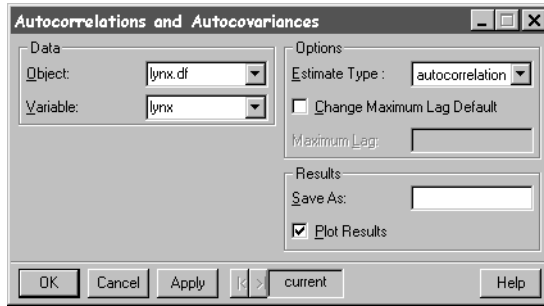 Autocorrelations and Autocovariances
Data
Object: lynx.df
Variable: lynx
Options
Estimate Type : autocorrelation
Change Maximum Lag Default
Maximum Lag:
Results
Save As:
Plot Results
OK Cancel Apply current Help